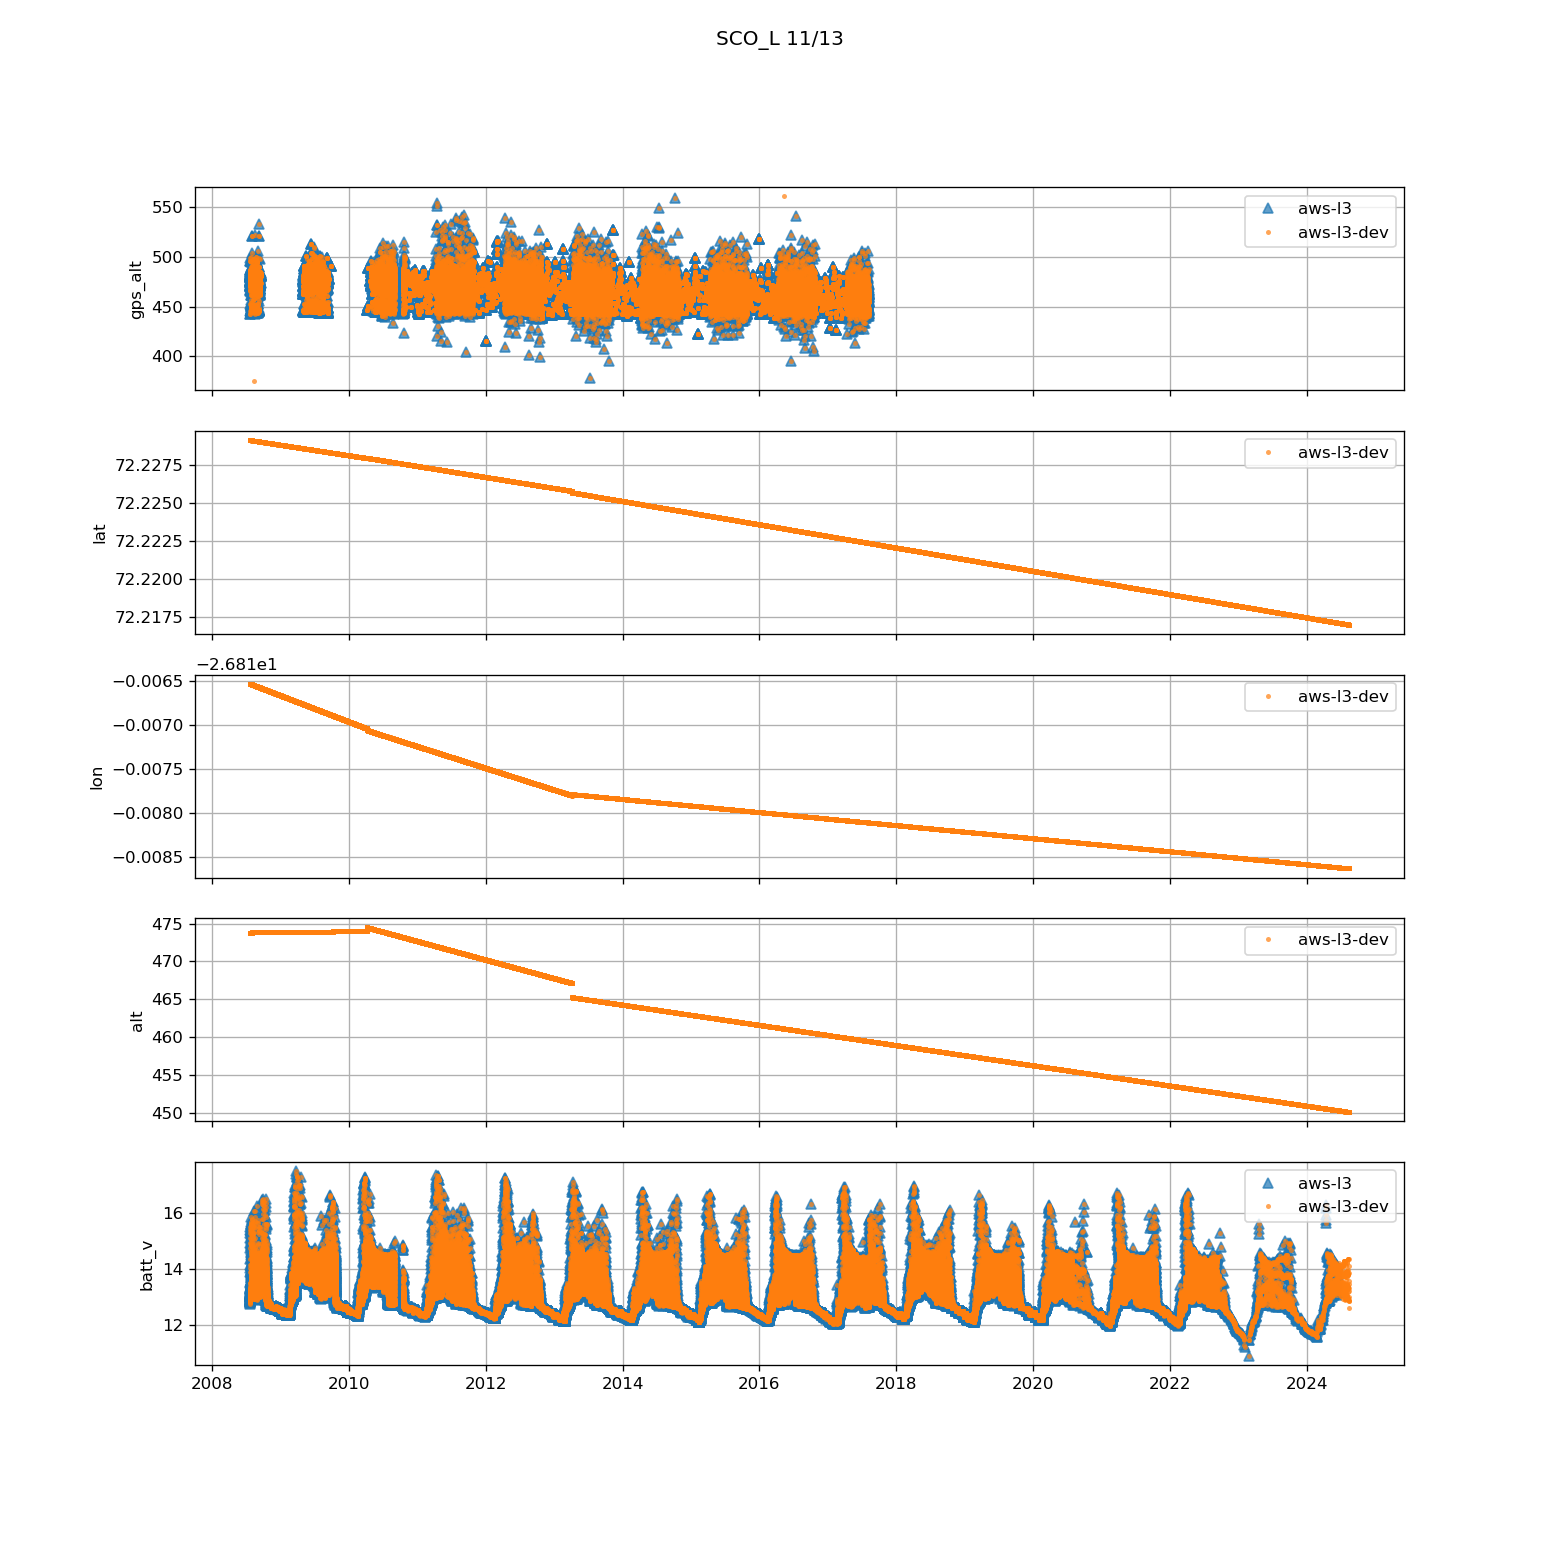 SCO_L 11/13
550
500
450
400
gps_alt
aws-l3
aws-l3-dev
72.2275
72.2250
72.2225
72.2200
72.2175
lat
aws-l3-dev
−2.681e1
−0.0065
−0.0070
−0.0075
−0.0080
−0.0085
lon
aws-l3-dev
475
470
465
460
455
450
alt
aws-l3-dev
16
14
12
batt_v
aws-l3
aws-l3-dev
2008 2010 2012 2014 2016 2018 2020 2022 2024